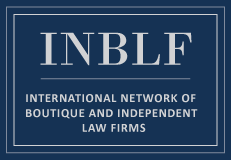 INBLF
INTERNATIONAL NETWORK OF
BOUTIQUE AND INDEPENDENT
LAW FIRMS